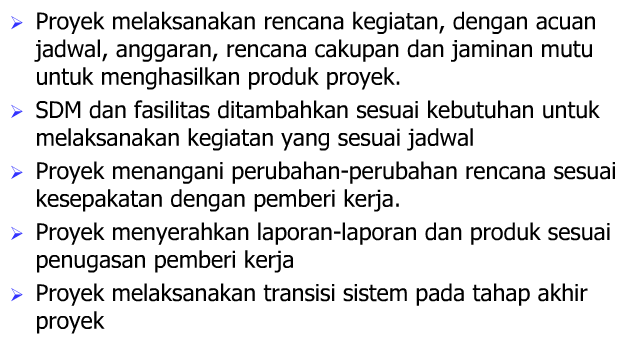 Proyek melaksanakan rencana kegiatan, dengan acuan
jadwal, anggaran, rencana cakupan dan jaminan mutu
untuk menghasilkan produk proyek.
SDM dan fasilitas ditambahkan sesuai kebutuhan untuk
melaksanakan kegiatan yang sesuai jadwal
Proyek menangani perubahan-perubahan rencana sesuai
kesepakatan dengan pemberi kerja.
Proyek menyerahkan laporan-laporan dan produk sesuai
penugasan pemberi kerja
Proyek melaksanakan transisi sistem pada tahap akhir
proyek